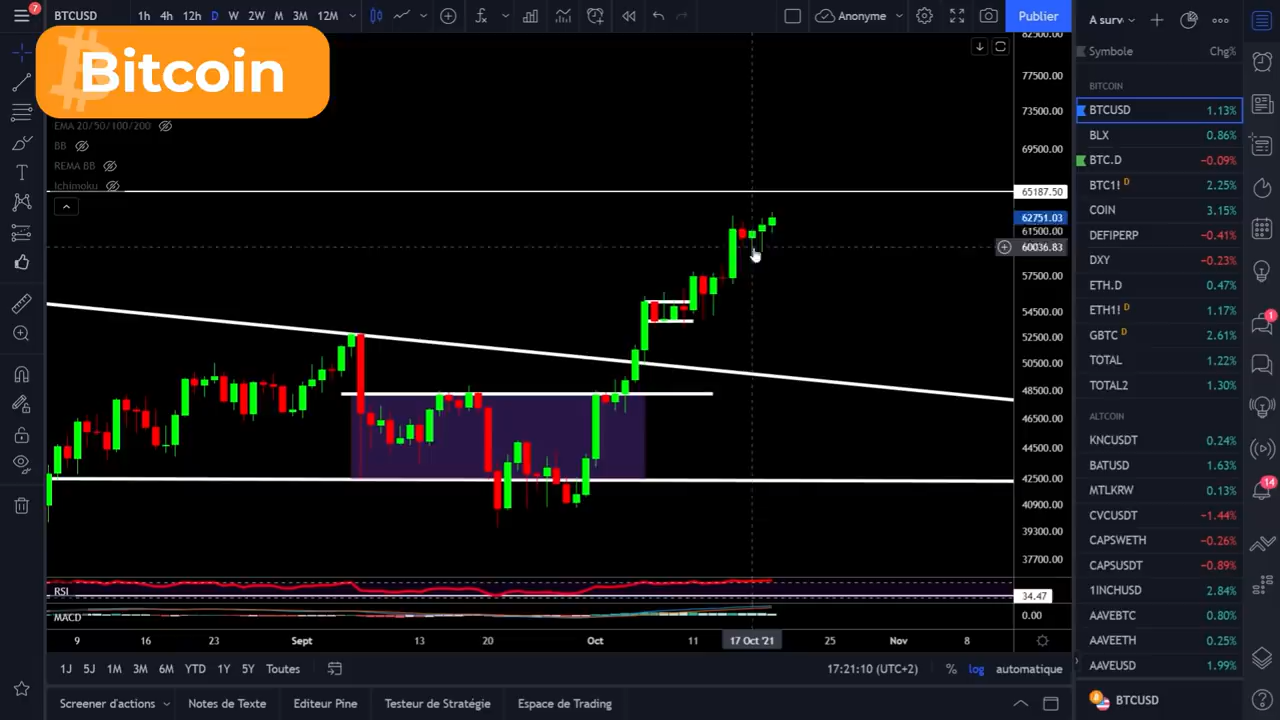 7
BTCUSD 1h 4h 12h D W 2W M 3M 12M Anonyme Publier
Bitcoin
EMA 20/50/100/200
BB
REMA BB
Ichimoku
82500.00
77500.00
73500.00
69500.00
65187.50
62751.03
61500.00
60036.83
57500.00
54500.00
52500.00
50500.00
48500.00
46500.00
44500.00
42500.00
40900.00
39300.00
37700.00
RSI
34.47
MACD
0.00
9 16 23 Sept 13 20 Oct 11 17 Oct '21 25 Nov 8
1J 5J 1M 3M 6M YTD 1Y 5Y Toutes 17:21:10 (UTC+2) % log automatique
Screener d'actions Notes de Texte Editeur Pine Testeur de Stratégie Espace de Trading
A surv
Symbole Chg%
BITCOIN
BTCUSD 1.13%
BLX 0.86%
BTC.D −0.09%
BTC1! D 2.25%
COIN 3.15%
DEFIPERP −0.41%
DXY −0.23%
ETH.D 0.47%
ETH1! D 1.17%
GBTC D 2.61%
TOTAL 1.22%
TOTAL2 1.30%
ALTCOIN
KNCUSDT 0.24%
BATUSD 1.63%
MTLKRW 0.13%
CVCUSDT −1.44%
CAPSWETH −0.26%
CAPSUSDT −0.89%
1INCHUSD 2.84%
AAVEBTC 0.80%
AAVEETH 0.25%
AAVEUSD 1.99%
BTCUSD
1
14